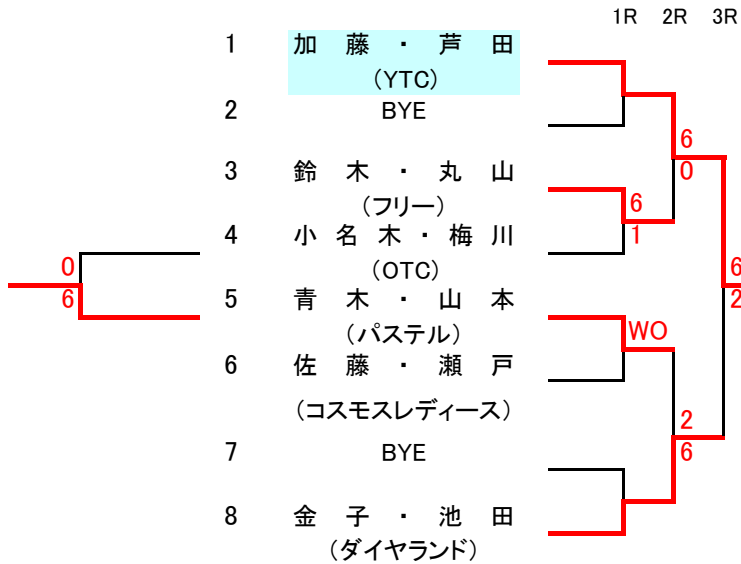 1R 2R 3R
1 加藤・芦田
(YTC)
2 BYE
6
0
3 鈴木・丸山
(フリー)
6
1
4 小名木・梅川
(OTC)
0
6
6
2
5 青木・山本
(パステル)
WO
6 佐藤・瀬戸
(コスモスレディース)
2
6
7 BYE
8 金子・池田
(ダイヤランド)